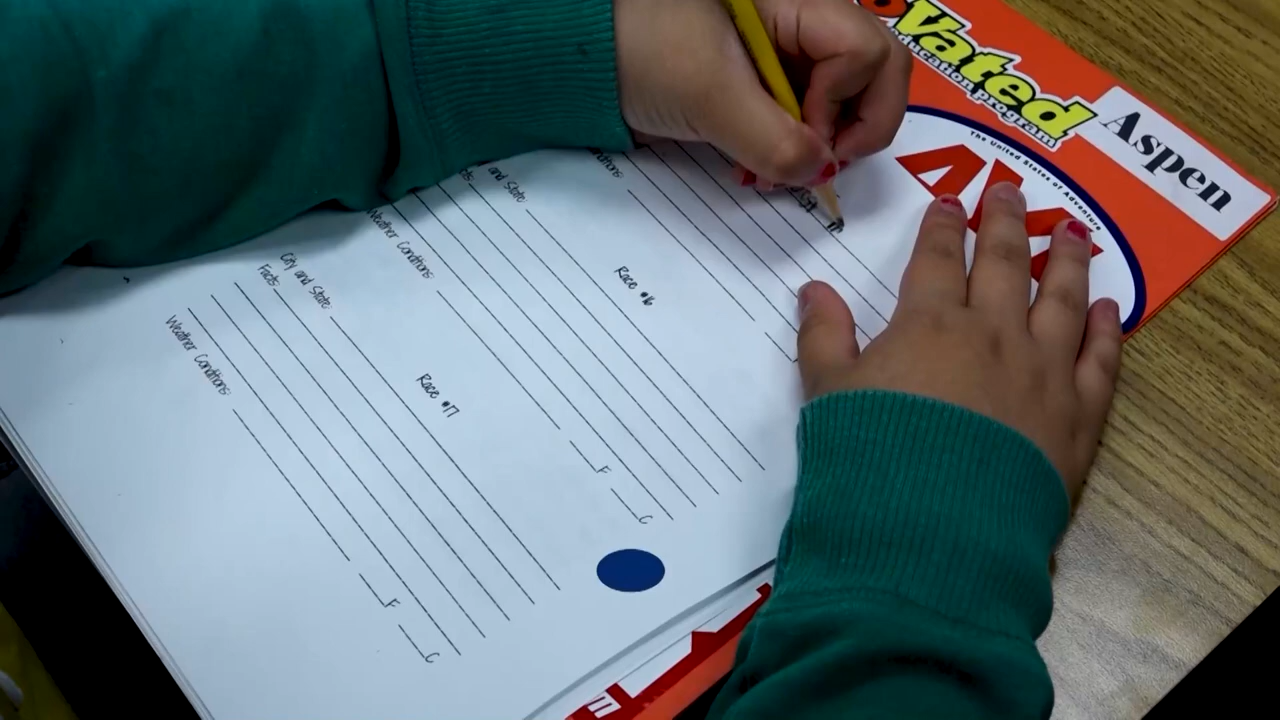 oVated
education program
Aspen
The United States of Adventure
and State:
Weather Conditions:
Race #16
F
C
City and State:
Facts:
Weather Conditions:
Race #17
F
C
m